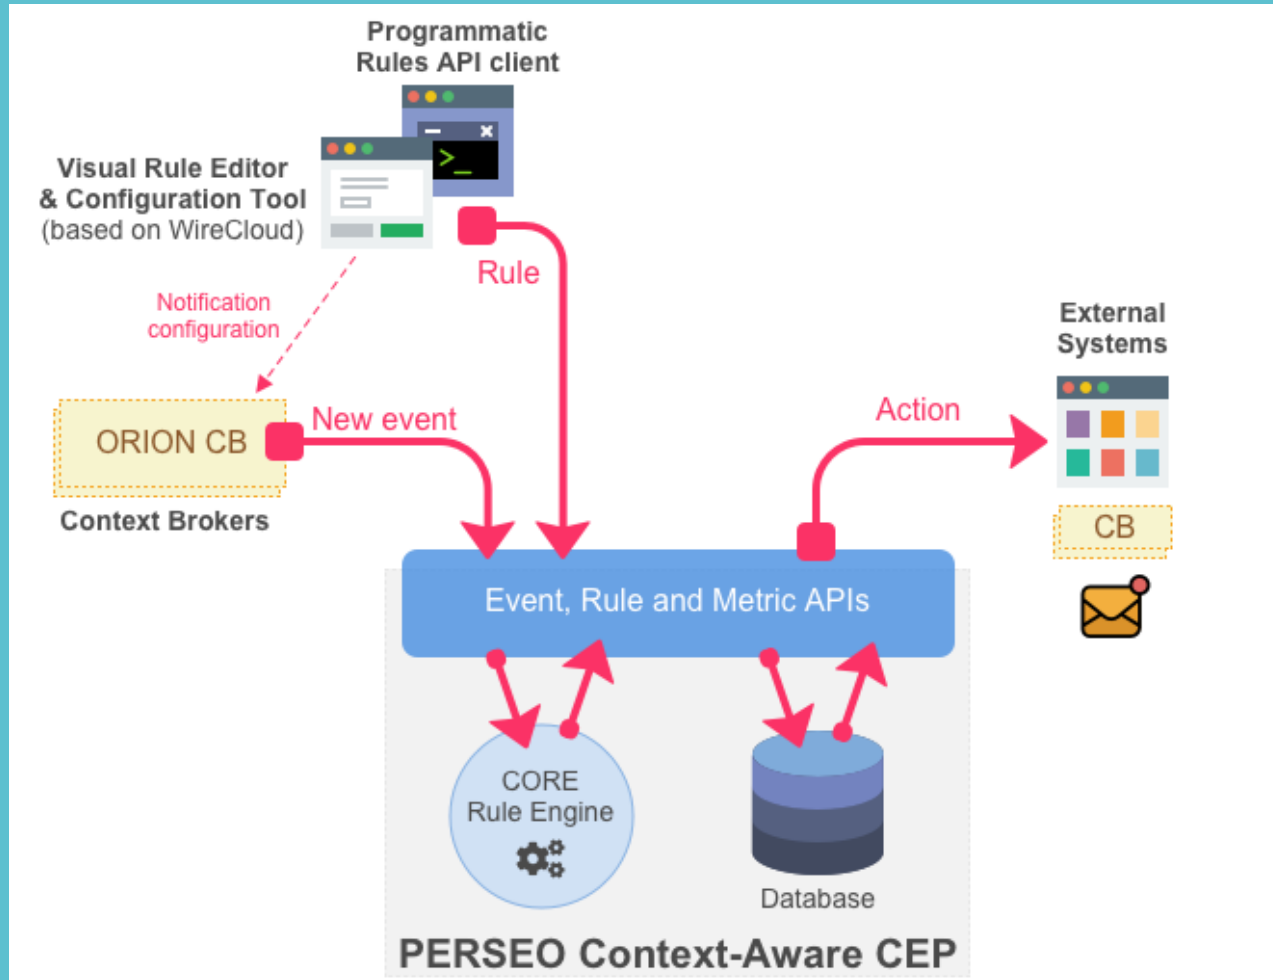 Programmatic
Rules API client
Visual Rule Editor
& Configuration Tool
(based on WireCloud)
>_
Rule
Notification
configuration
External
Systems
ORION CB
New event
Action
Context Brokers
CB
Event, Rule and Metric APIs
CORE
Rule Engine
Database
PERSEO Context-Aware CEP